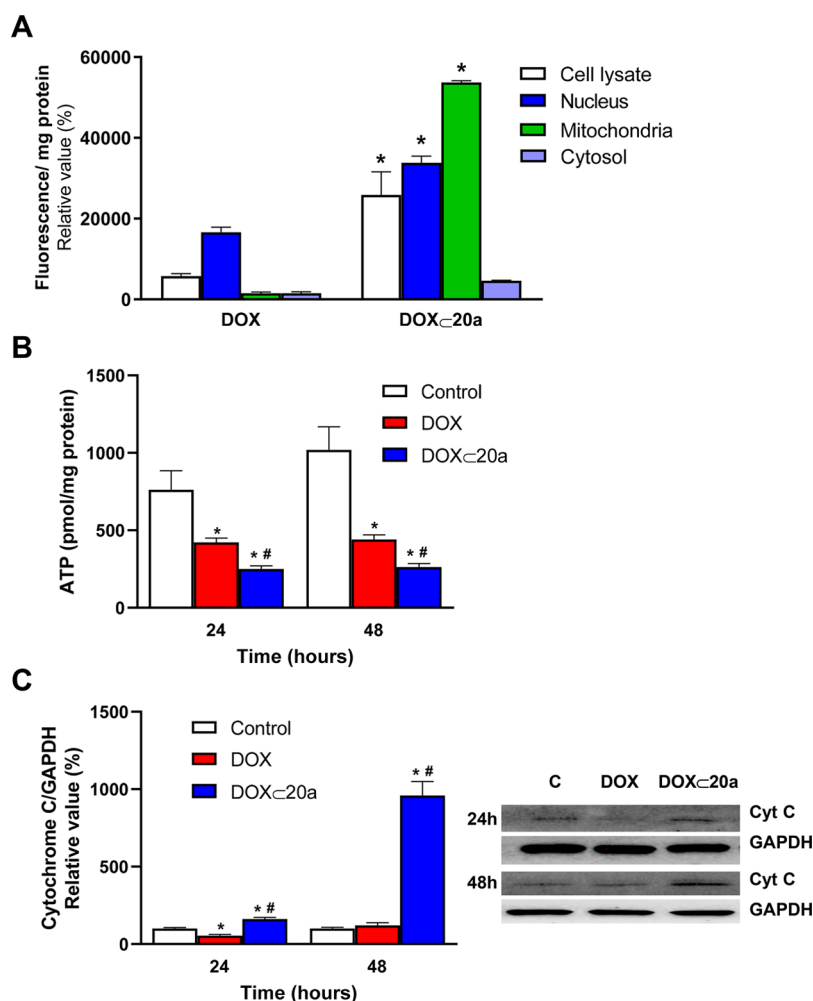 A
Fluorescence/ mg protein
Relative value (%)
60000
40000
20000
0
* * *
Cell lysate
Nucleus
Mitochondria
Cytosol
DOX DOX⊂20a
B
ATP (pmol/mg protein)
1500
1000
500
0
Control
DOX
DOX⊂20a
* * # * * #
24 48
Time (hours)
C
Cytochrome C/GAPDH
Relative value (%)
1500
1000
500
0
Control
DOX
DOX⊂20a
* * # * #
24 48
Time (hours)
C DOX DOX⊂20a
24h Cyt C
GAPDH
48h Cyt C
GAPDH